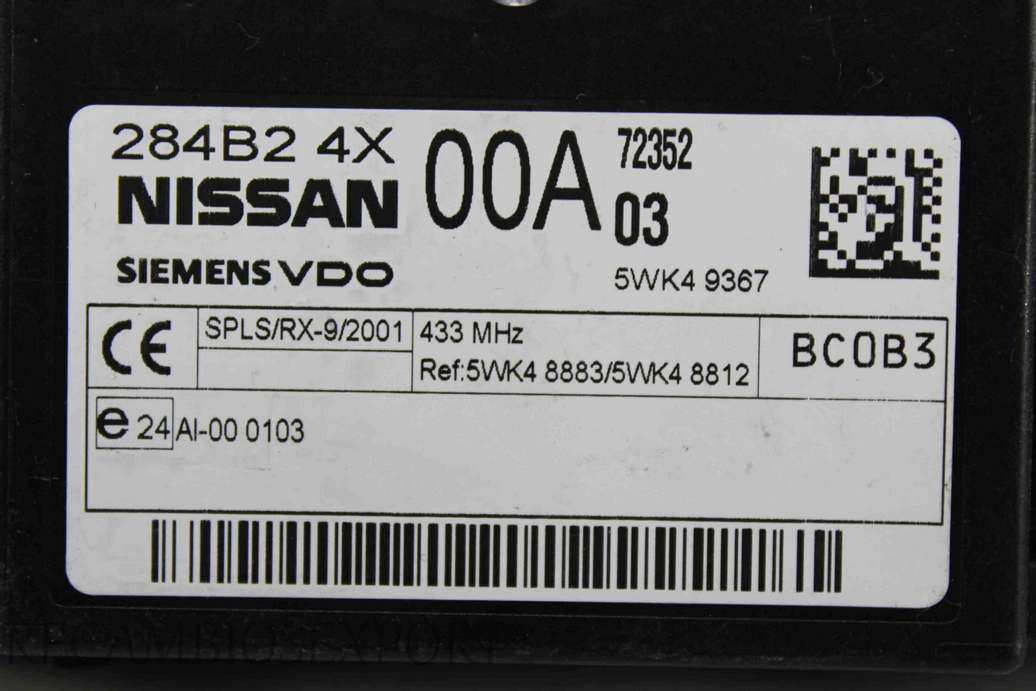 284B2 4X 00A 72352
NISSAN 03
SIEMENS VDO 5WK4 9367
CE SPLS/RX-9/2001 433 MHz BC0B3
Ref:5WK4 8883/5WK4 8812
e 24 AI-00 0103
RECAMBIOSEXPORT